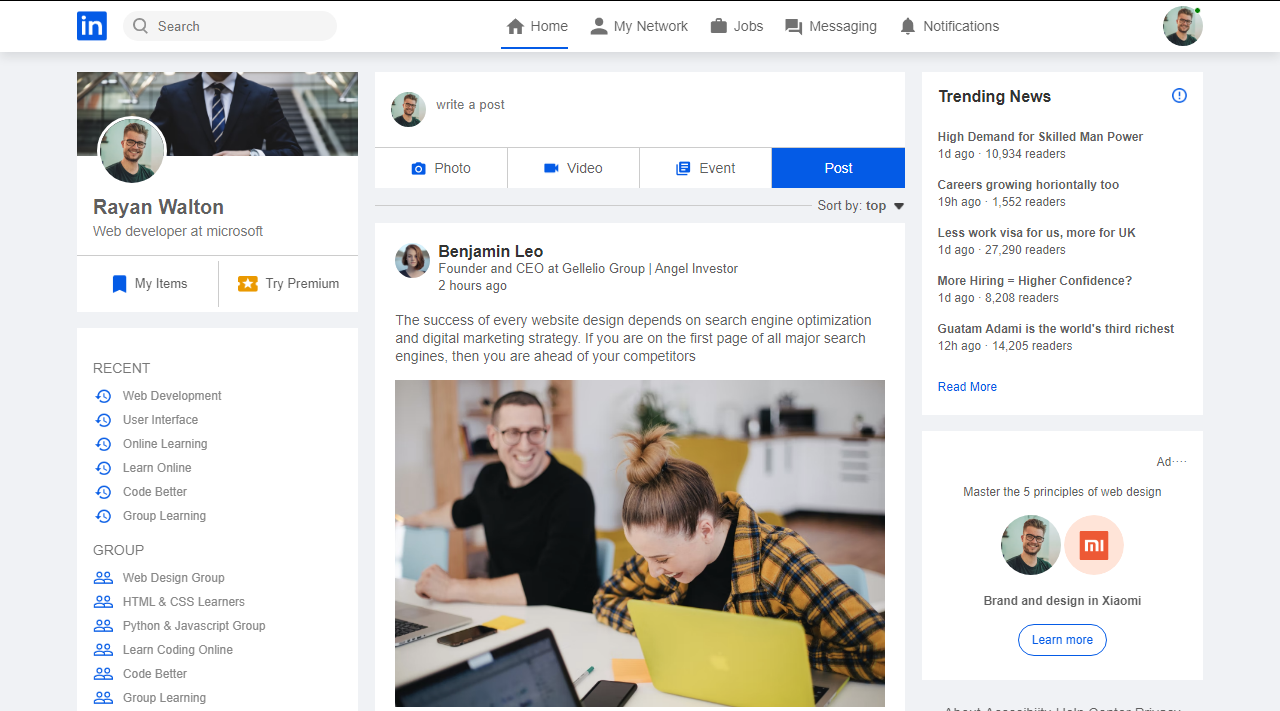 in
Search
Home
My Network
Jobs
Messaging
Notifications
Rayan Walton
Web developer at microsoft
My Items
Try Premium
RECENT
Web Development
User Interface
Online Learning
Learn Online
Code Better
Group Learning
GROUP
Web Design Group
HTML & CSS Learners
Python & Javascript Group
Learn Coding Online
Code Better
Group Learning
write a post
Photo
Video
Event
Post
Sort by: top
Benjamin Leo
Founder and CEO at Gellelio Group | Angel Investor
2 hours ago
The success of every website design depends on search engine optimization
and digital marketing strategy. If you are on the first page of all major search
engines, then you are ahead of your competitors
Trending News
High Demand for Skilled Man Power
1d ago · 10,934 readers
Careers growing horiontally too
19h ago · 1,552 readers
Less work visa for us, more for UK
1d ago · 27,290 readers
More Hiring = Higher Confidence?
1d ago · 8,208 readers
Guatam Adami is the world's third richest
12h ago · 14,205 readers
Read More
Ad····
Master the 5 principles of web design
mi
Brand and design in Xiaomi
Learn more
About Accessibiity Help Center Privacy